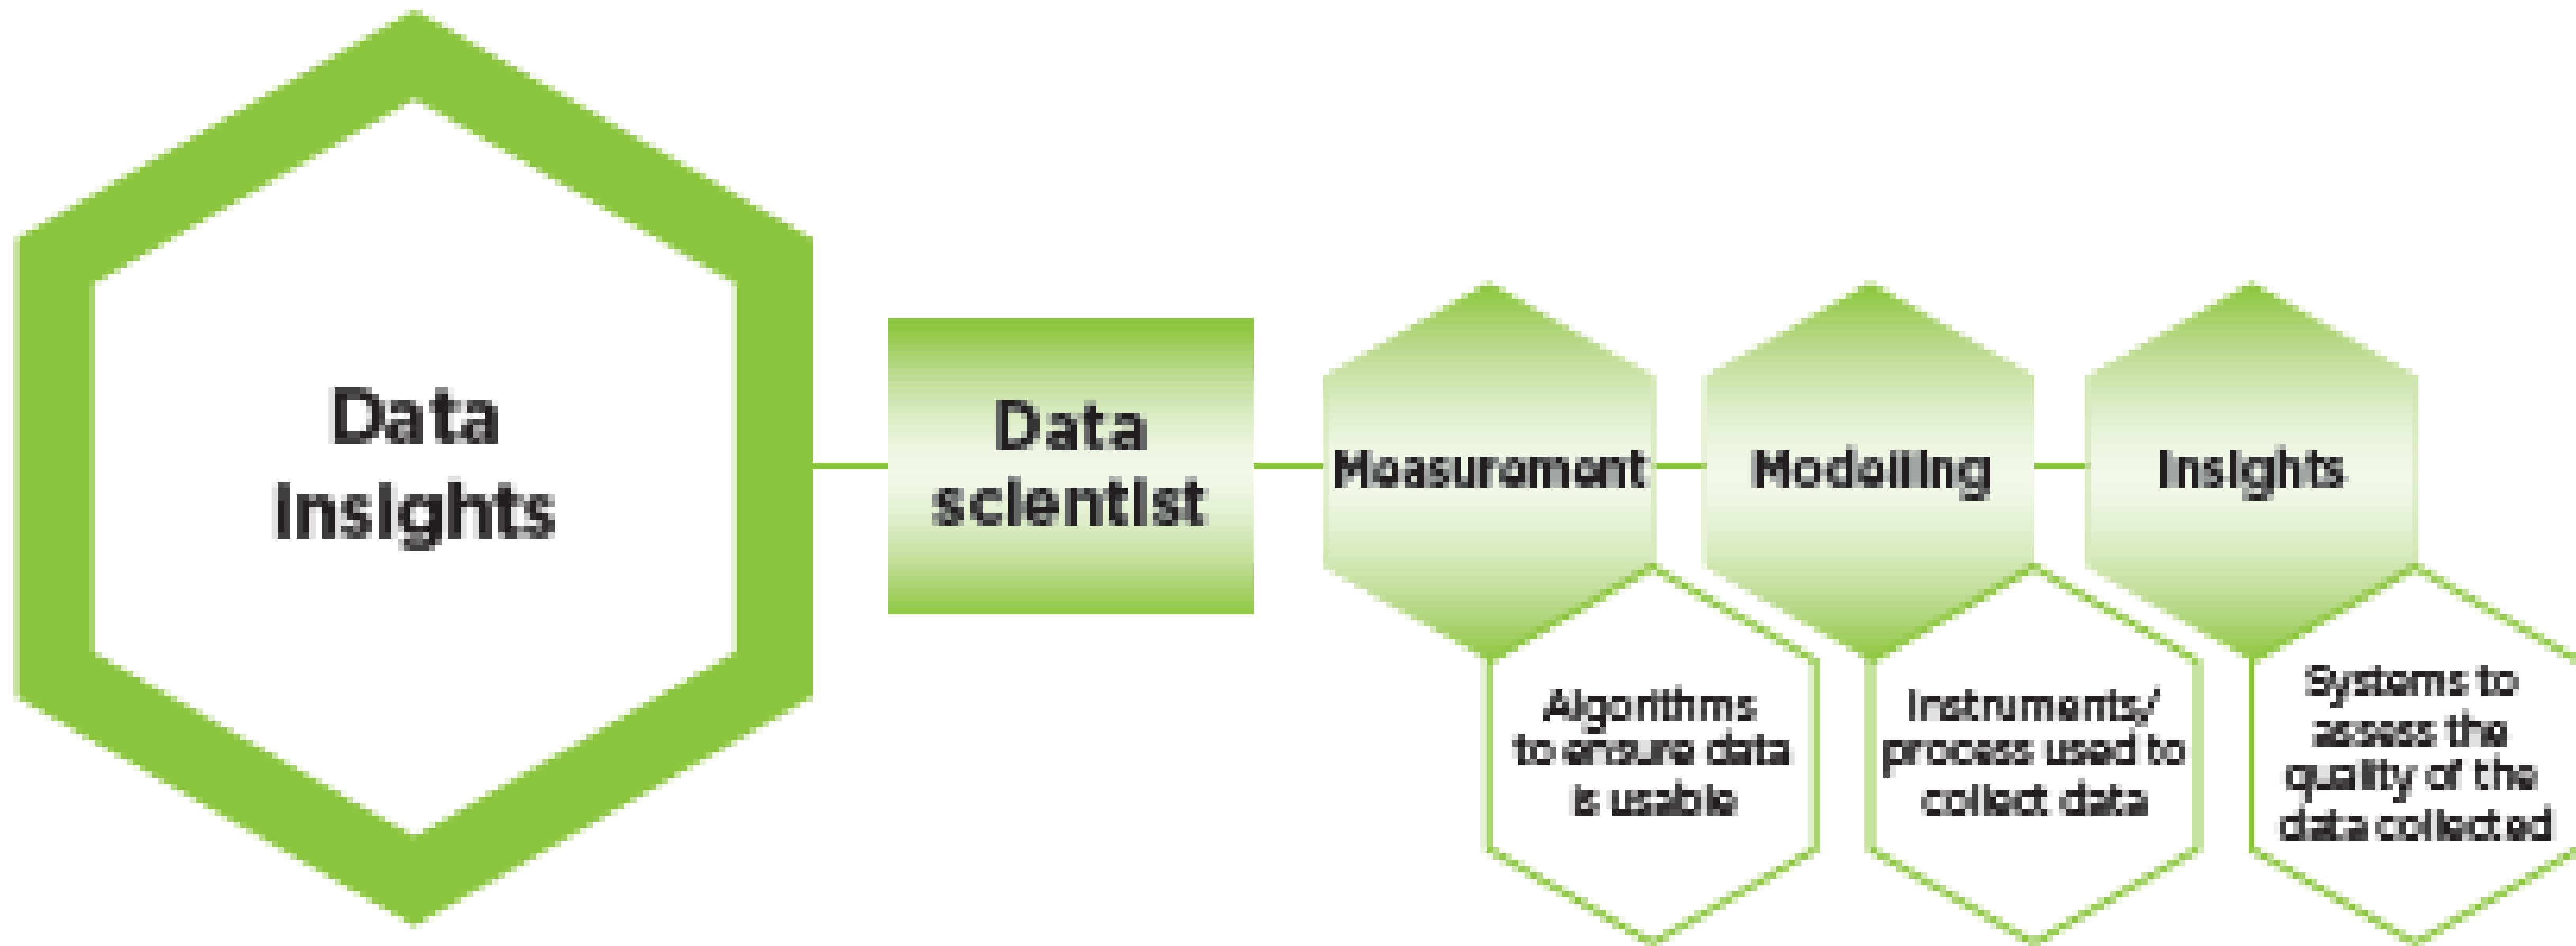 Data
insights
Data
scientist
Measurement
Modelling
Insights
Algorithms
to ensure data
is usable
Instruments/
process used to
collect data
Systems to
assess the
quality of the
data collected